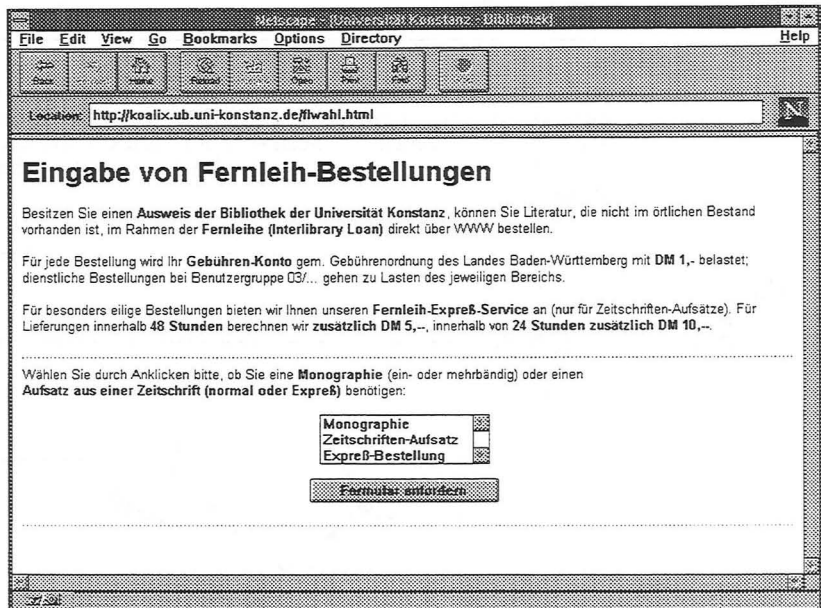 Netscape - [Universität Konstanz - Bibliothek]
File Edit View Go Bookmarks Options Directory Help
Back Home Reload Open Print Find
Location: http://koalix.ub.uni-konstanz.de/flwahl.html
N
Eingabe von Fernleih-Bestellungen
Besitzen Sie einen Ausweis der Bibliothek der Universität Konstanz, können Sie Literatur, die nicht im örtlichen Bestand
vorhanden ist, im Rahmen der Fernleihe (Interlibrary Loan) direkt über WWW bestellen.
Für jede Bestellung wird Ihr Gebühren-Konto gem. Gebührenordnung des Landes Baden-Württemberg mit DM 1,- belastet;
dienstliche Bestellungen bei Benutzergruppe 03/... gehen zu Lasten des jeweiligen Bereichs.
Für besonders eilige Bestellungen bieten wir Ihnen unseren Fernleih-Expreß-Service an (nur für Zeitschriften-Aufsätze). Für
Lieferungen innerhalb 48 Stunden berechnen wir zusätzlich DM 5,--, innerhalb von 24 Stunden zusätzlich DM 10,--.
Wählen Sie durch Anklicken bitte, ob Sie eine Monographie (ein- oder mehrbändig) oder einen
Aufsatz aus einer Zeitschrift (normal oder Expreß) benötigen:
Monographie
Zeitschriften-Aufsatz
Expreß-Bestellung
Formular anfordern